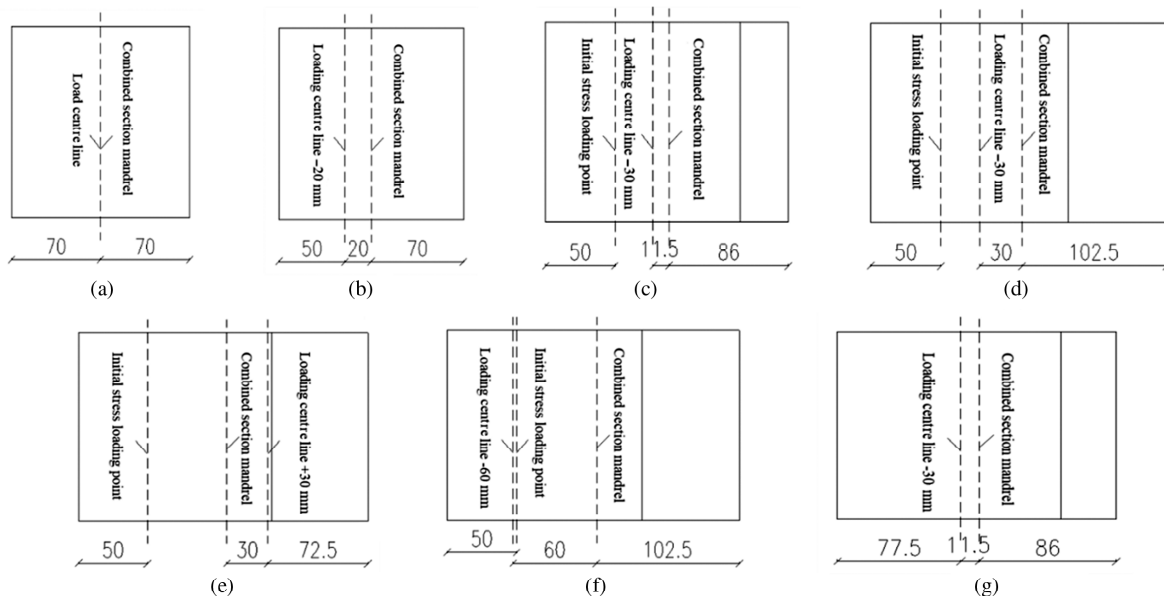 Load centre line
Combined section mandrel
70
70
(a)
Loading centre line −20 mm
Combined section mandrel
50
20
70
(b)
Initial stress loading point
Loading centre line −30 mm
Combined section mandrel
50
11.5
86
(c)
Initial stress loading point
Loading centre line −30 mm
Combined section mandrel
50
30
102.5
(d)
Initial stress loading point
Combined section mandrel
Loading centre line +30 mm
50
30
72.5
(e)
Loading centre line -60 mm
Initial stress loading point
Combined section mandrel
50
60
102.5
(f)
Loading centre line -30 mm
Combined section mandrel
77.5
11.5
86
(g)